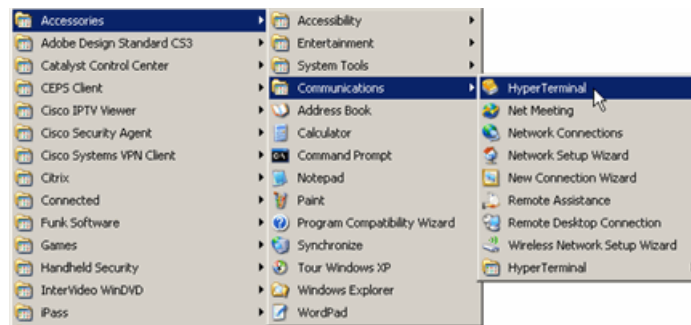 Accessories
Adobe Design Standard CS3
Catalyst Control Center
CEPS Client
Cisco IPTV Viewer
Cisco Security Agent
Cisco Systems VPN Client
Citrix
Connected
Funk Software
Games
Handheld Security
InterVideo WinDVD
iPass
Accessibility
Entertainment
System Tools
Communications
Address Book
Calculator
Command Prompt
Notepad
Paint
Program Compatibility Wizard
Synchronize
Tour Windows XP
Windows Explorer
WordPad
HyperTerminal
Net Meeting
Network Connections
Network Setup Wizard
New Connection Wizard
Remote Assistance
Remote Desktop Connection
Wireless Network Setup Wizard
HyperTerminal